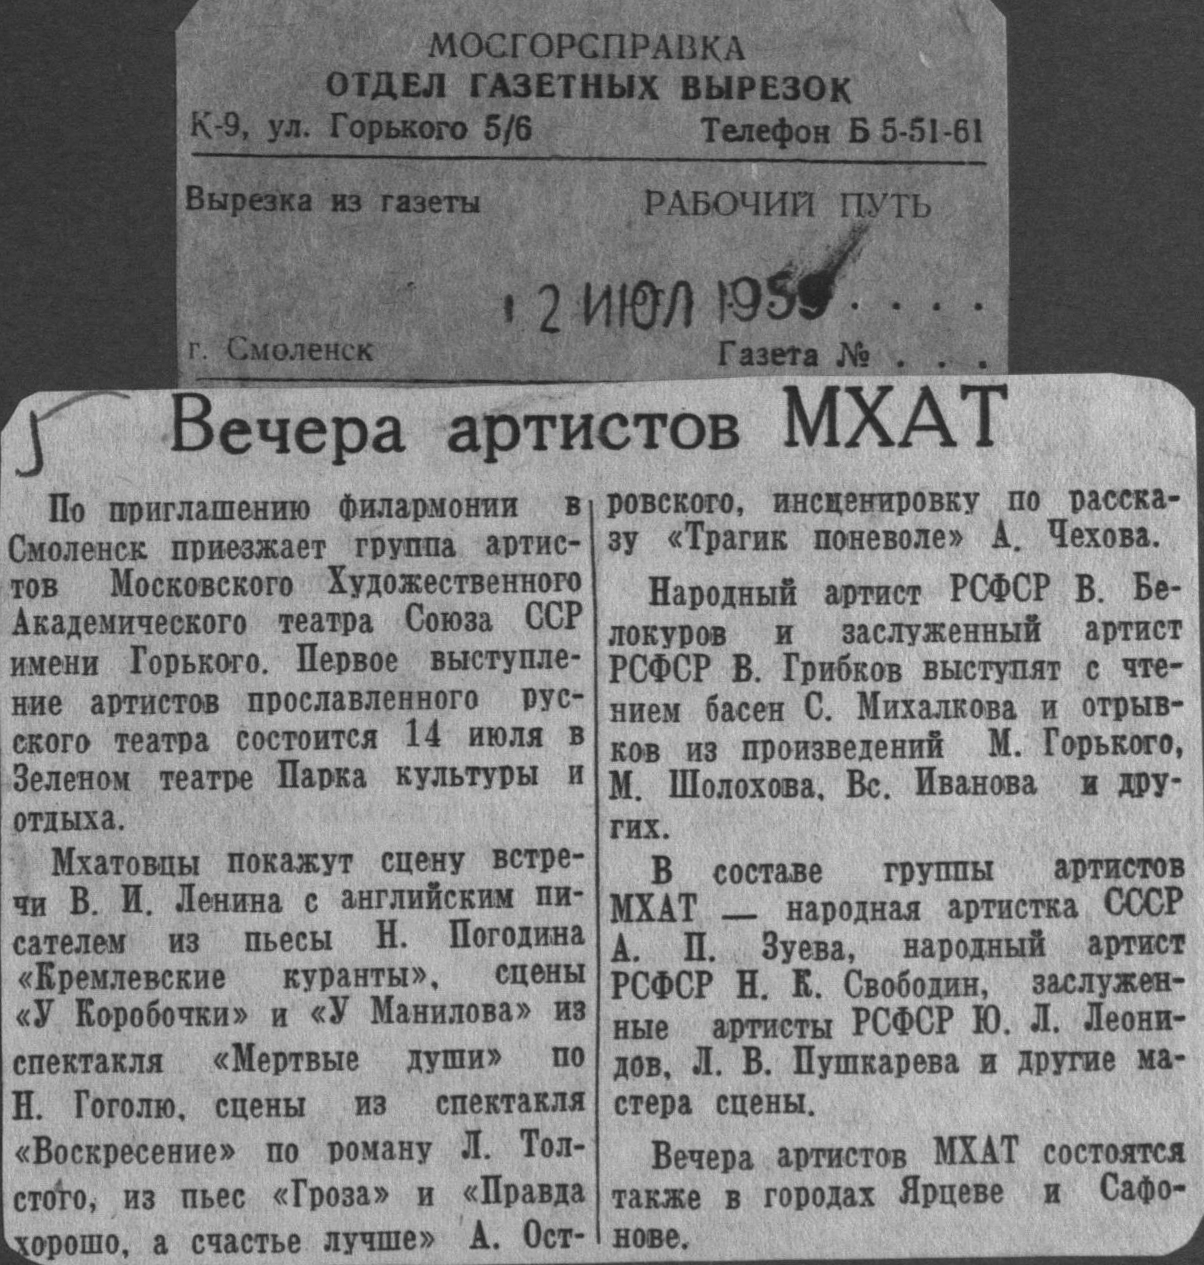 МОСГОРСПРАВКА
ОТДЕЛ ГАЗЕТНЫХ ВЫРЕЗОК
К-9, ул. Горького 5/6 Телефон Б 5-51-61
Вырезка из газеты РАБОЧИЙ ПУТЬ
12 ИЮЛ 1959 . . . .
г. Смоленск Газета № . . .
Вечера артистов МХАТ
По приглашению филармонии в
Смоленск приезжает группа артис-
тов Московского Художественного
Академического театра Союза ССР
имени Горького. Первое выступле-
ние артистов прославленного рус-
ского театра состоится 14 июля в
Зеленом театре Парка культуры и
отдыха.
Мхатовцы покажут сцену встре-
чи В. И. Ленина с английским пи-
сателем из пьесы Н. Погодина
«Кремлевские куранты», сцены
«У Коробочки» и «У Манилова» из
спектакля «Мертвые души» по
Н. Гоголю, сцены из спектакля
«Воскресение» по роману Л. Тол-
стого, из пьес «Гроза» и «Правда
хорошо, а счастье лучше» А. Ост-
ровского, инсценировку по расска-
зу «Трагик поневоле» А. Чехова.
Народный артист РСФСР В. Бе-
локуров и заслуженный артист
РСФСР В. Грибков выступят с чте-
нием басен С. Михалкова и отрыв-
ков из произведений М. Горького,
М. Шолохова, Вс. Иванова и дру-
гих.
В составе группы артистов
МХАТ — народная артистка СССР
А. П. Зуева, народный артист
РСФСР Н. К. Свободин, заслужен-
ные артисты РСФСР Ю. Л. Леони-
дов, Л. В. Пушкарева и другие ма-
стера сцены.
Вечера артистов МХАТ состоятся
также в городах Ярцеве и Сафо-
нове.